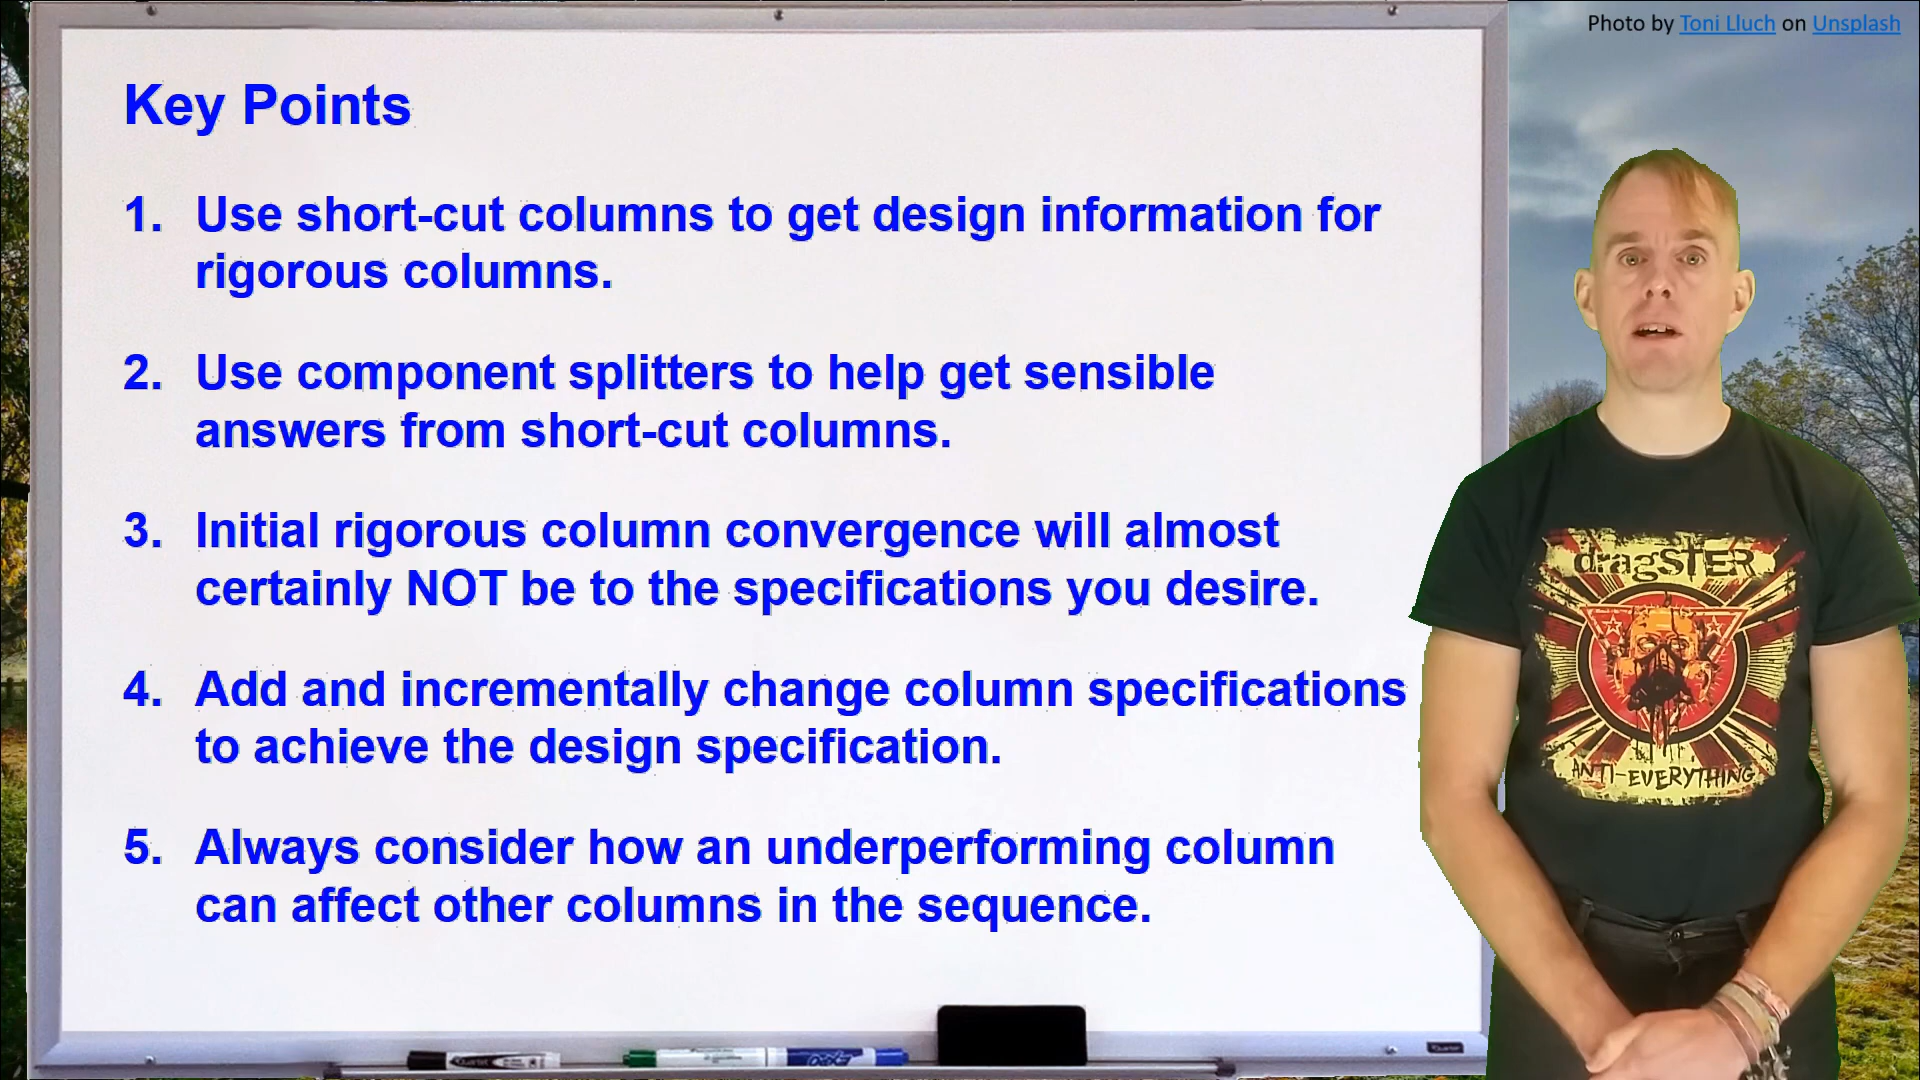 Photo by Toni Lluch on Unsplash
Key Points
1. Use short-cut columns to get design information for
rigorous columns.
2. Use component splitters to help get sensible
answers from short-cut columns.
3. Initial rigorous column convergence will almost
certainly NOT be to the specifications you desire.
4. Add and incrementally change column specifications
to achieve the design specification.
5. Always consider how an underperforming column
can affect other columns in the sequence.
dragSTER
ANTI-EVERYTHING